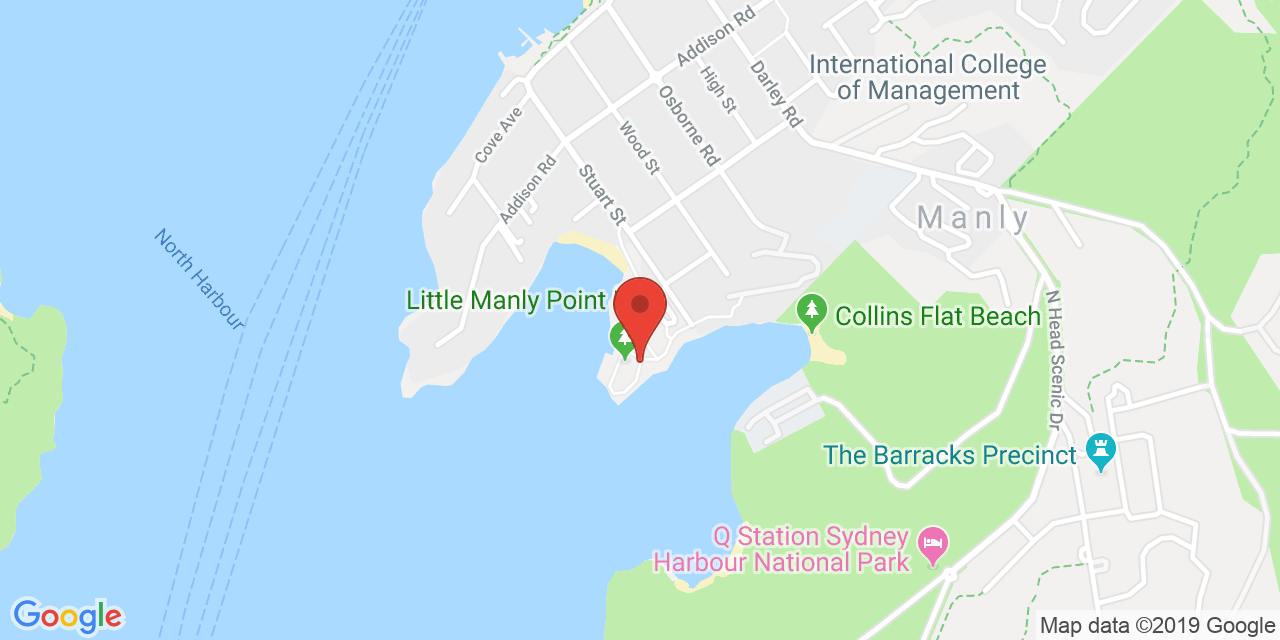 Addison Rd
International College
of Management
Darley Rd
High St
Osborne Rd
Cove Ave
Wood St
Addison Rd
Stuart St
Manly
North Harbour
Little Manly Point
Collins Flat Beach
N Head Scenic Dr
The Barracks Precinct
Q Station Sydney
Harbour National Park
Google
Map data ©2019 Google